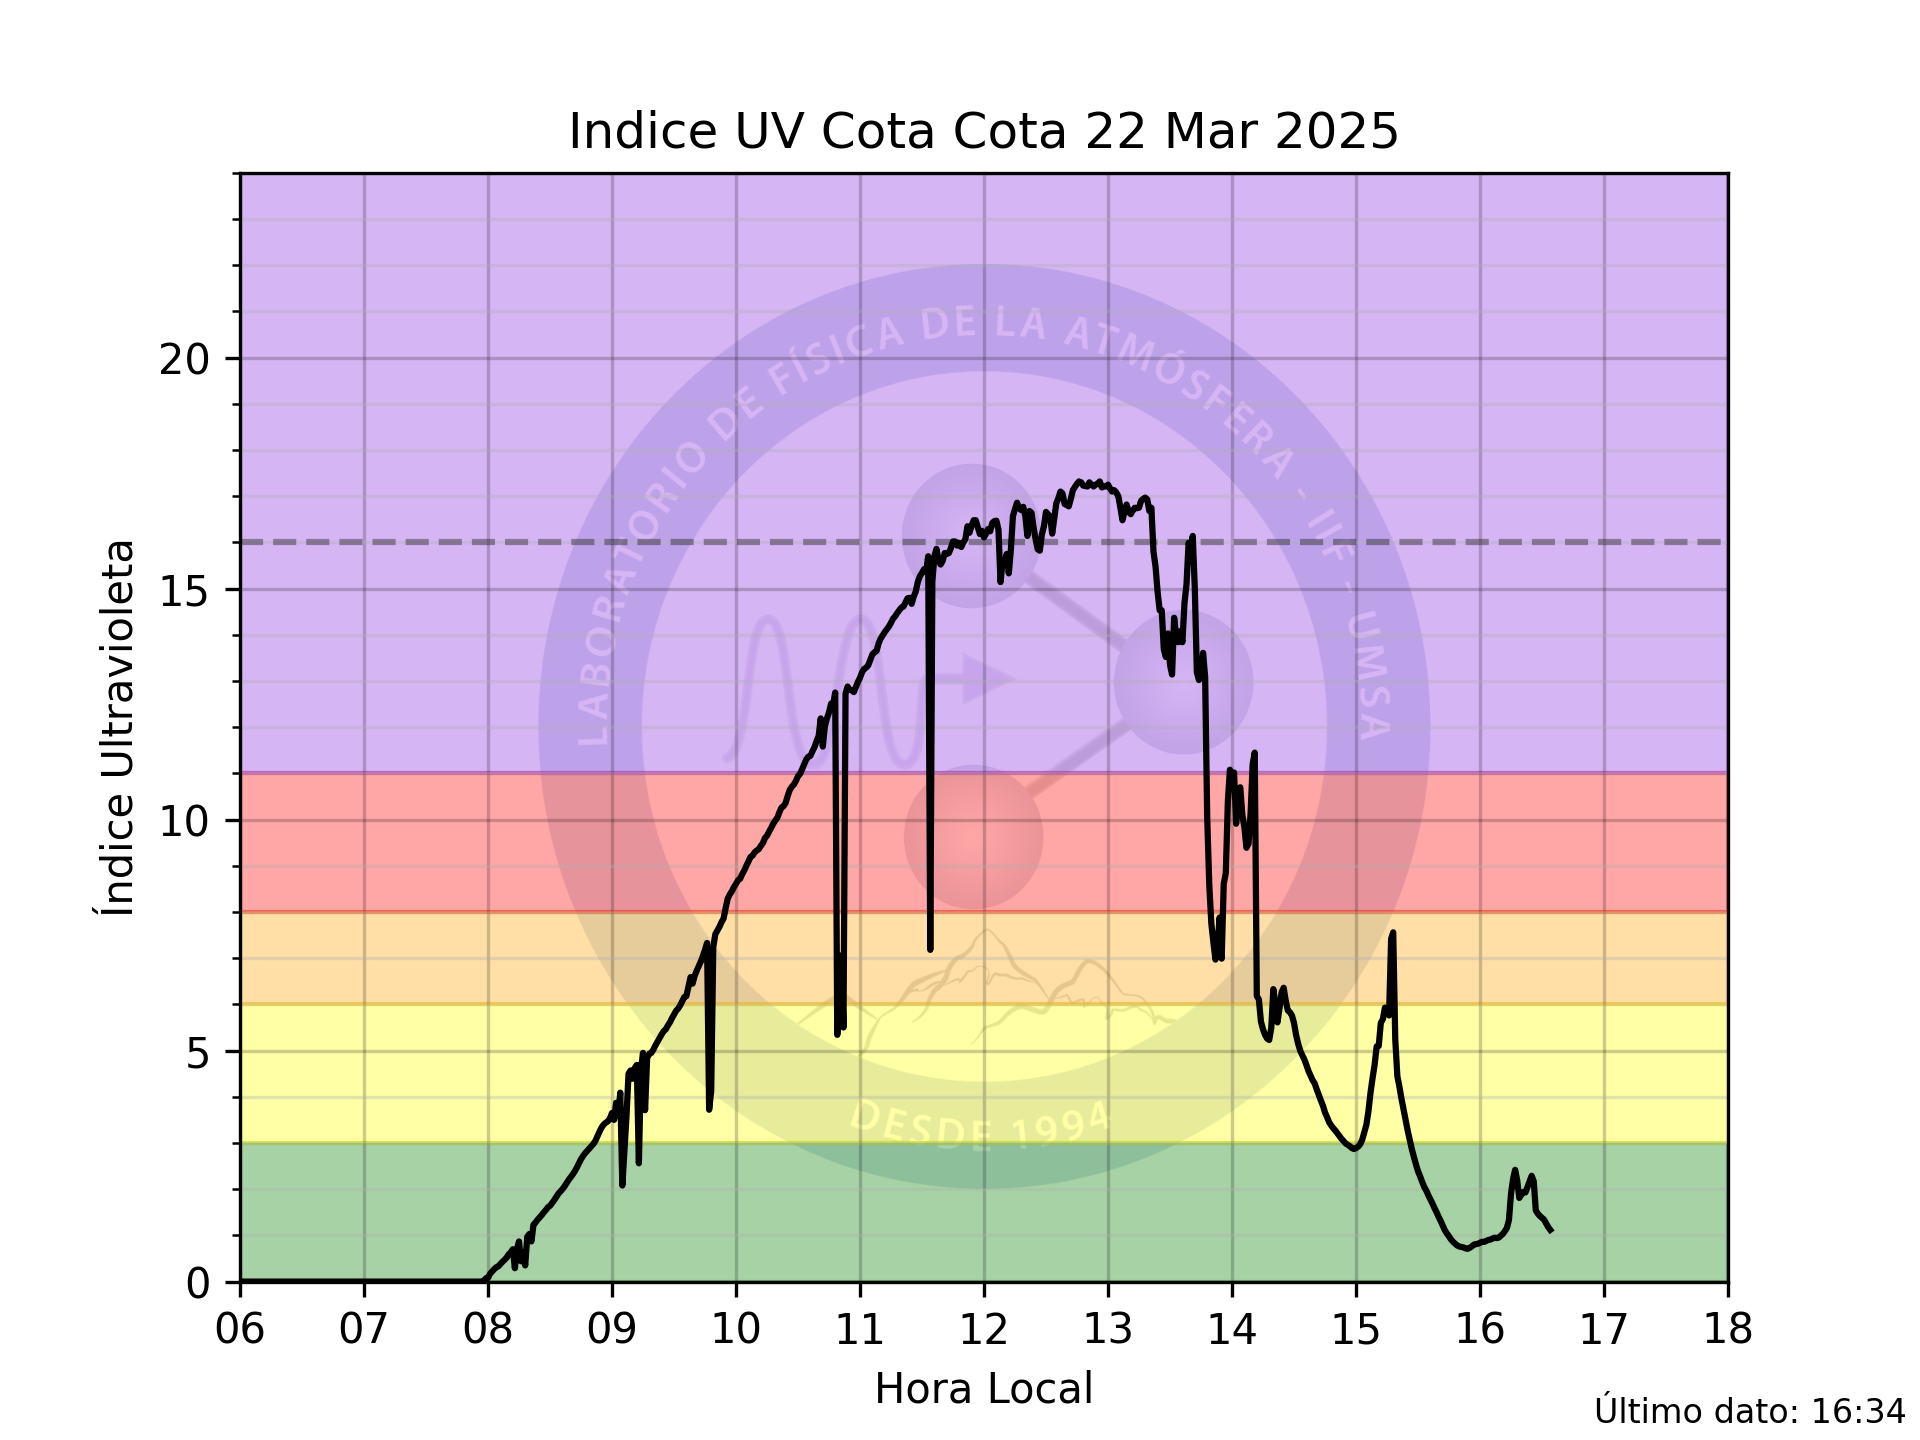 Indice UV Cota Cota 22 Mar 2025
Índice Ultravioleta
20
15
10
5
0
LABORATORIO DE FÍSICA DE LA ATMÓSFERA - IIF - UMSA
DESDE 1994
06 07 08 09 10 11 12 13 14 15 16 17 18
Hora Local
Último dato: 16:34